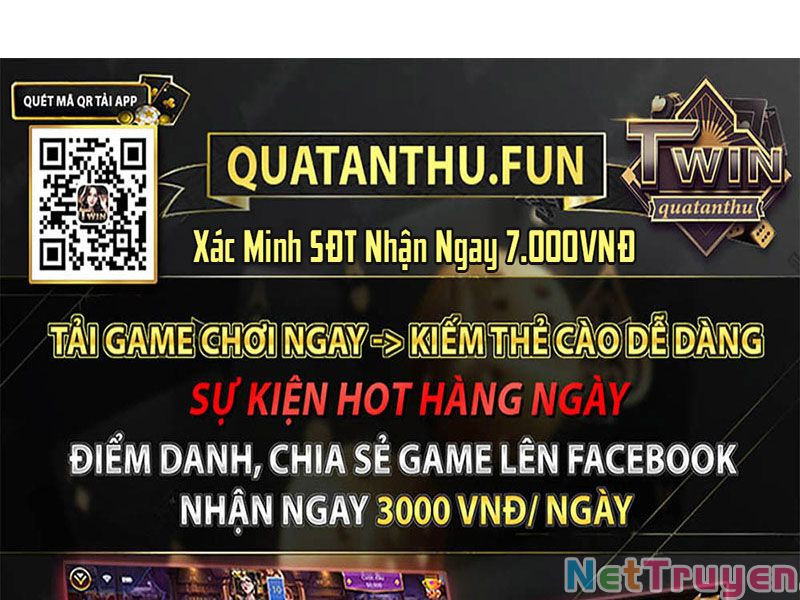 QUÉT MÃ QR TẢI APP
TWIN
QUATANTHU.FUN
TWIN
quatanthu
Xác Minh SĐT Nhận Ngay 7.000VNĐ
TẢI GAME CHƠI NGAY -> KIẾM THẺ CÀO DỄ DÀNG
SỰ KIỆN HOT HÀNG NGÀY
ĐIỂM DANH, CHIA SẺ GAME LÊN FACEBOOK
NHẬN NGAY 3000 VNĐ/ NGÀY
NetTruyen